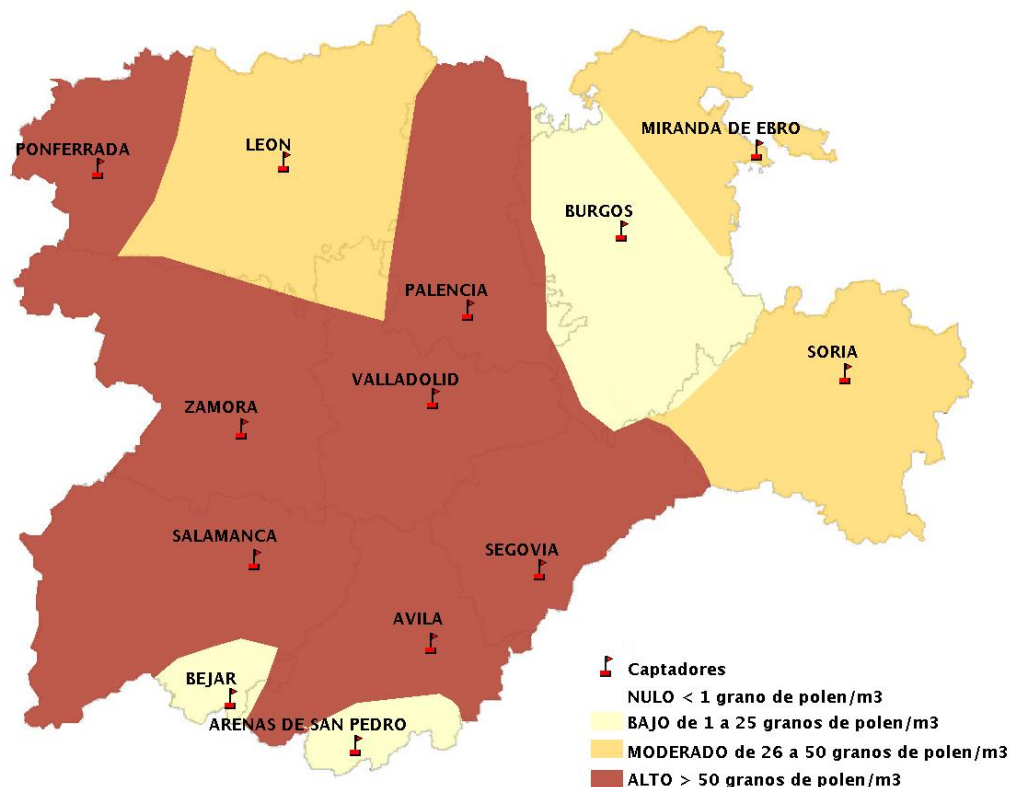 MIRANDA DE EBRO
PONFERRADA
LEON
BURGOS
PALENCIA
SORIA
VALLADOLID
ZAMORA
SALAMANCA
SEGOVIA
AVILA
BEJAR
ARENAS DE SAN PEDRO
Captadores
NULO < 1 grano de polen/m3
BAJO de 1 a 25 granos de polen/m3
MODERADO de 26 a 50 granos de polen/m3
ALTO > 50 granos de polen/m3